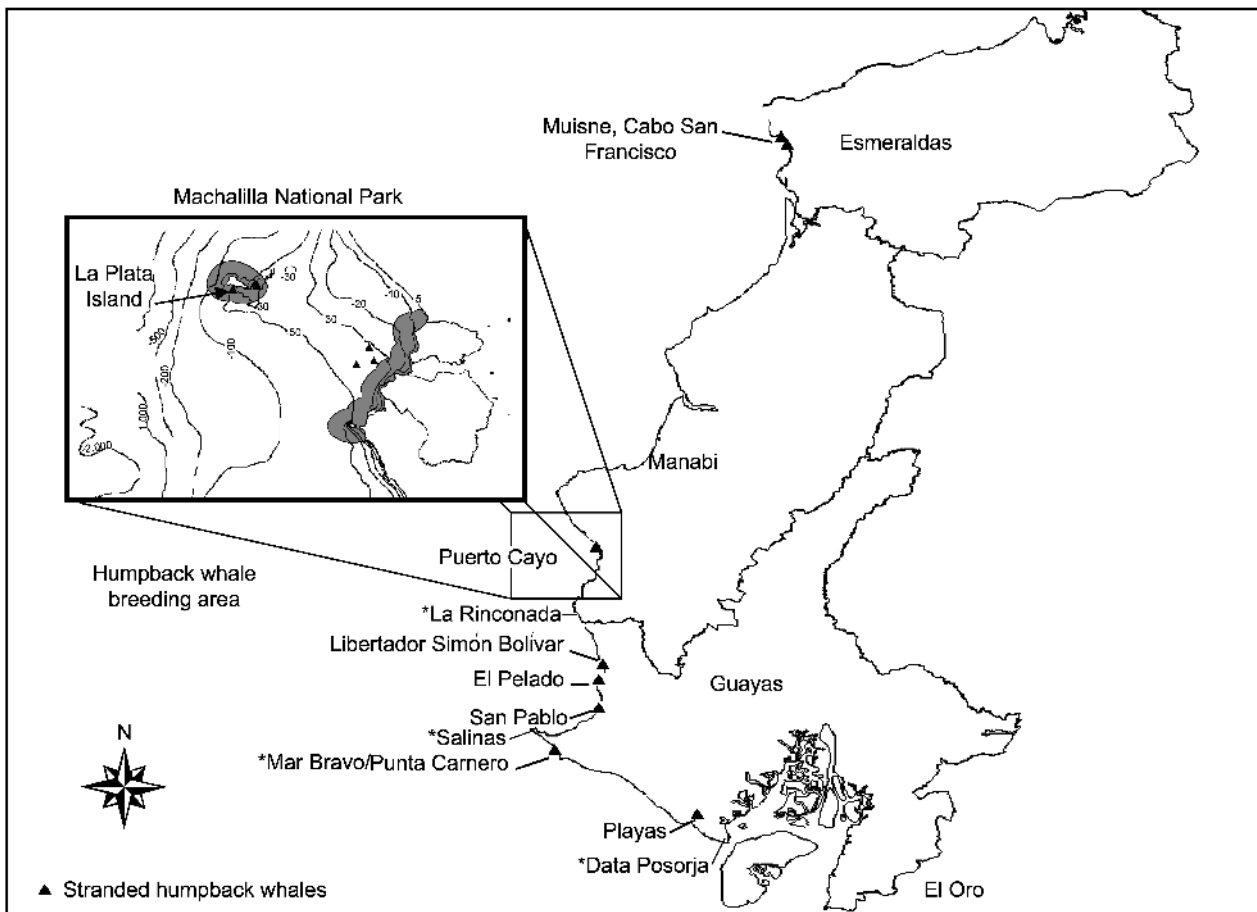 Muisne, Cabo San
Francisco
Esmeraldas
Machalilla National Park
La Plata
Island
-30
-30
-20
-10
5
30
50
-100
-500
-200
1,000
2,000
Manabi
Puerto Cayo
Humpback whale
breeding area
*La Rinconada
Libertador Simón Bolívar
El Pelado
Guayas
San Pablo
*Salinas
*Mar Bravo/Punta Carnero
N
Playas
*Data Posorja
El Oro
Stranded humpback whales